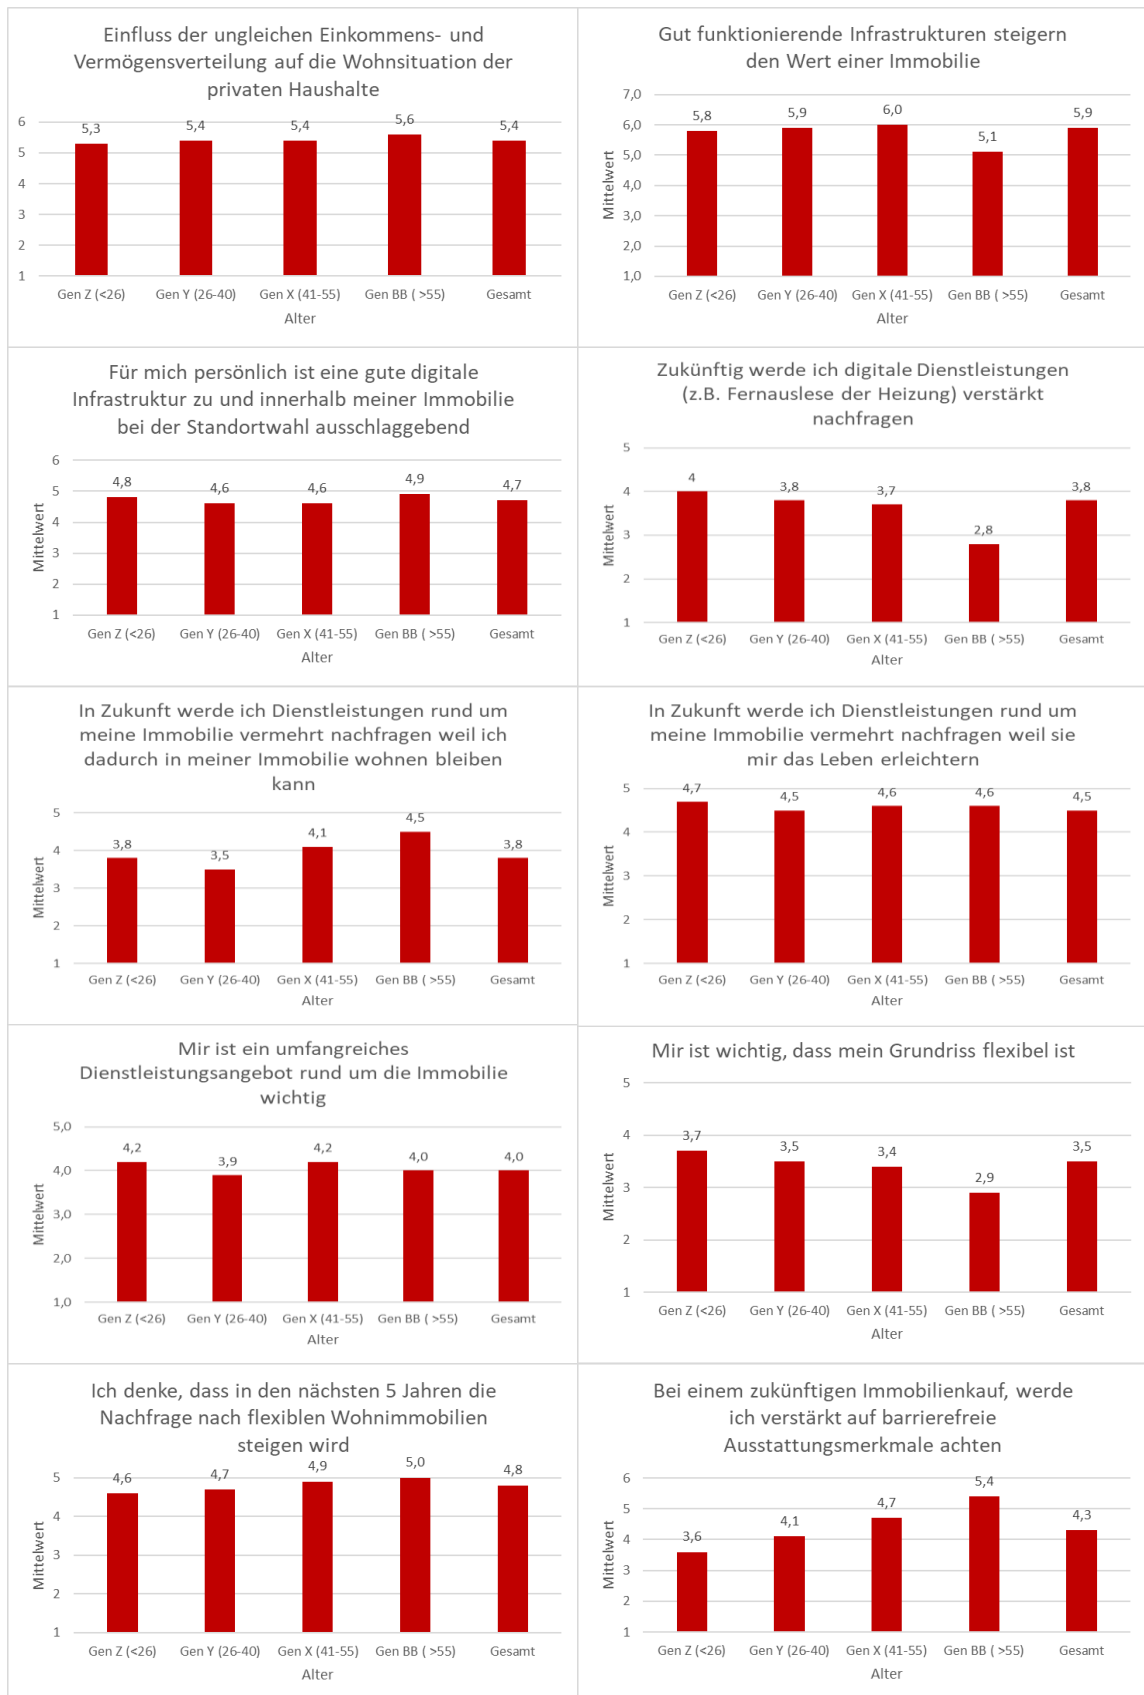 Einfluss der ungleichen Einkommens- und
Vermögensverteilung auf die Wohnsituation der
privaten Haushalte
6
5
4
3
2
1
5,3
5,4
5,4
5,6
5,4
Gen Z (<26)
Gen Y (26-40)
Gen X (41-55)
Gen BB ( >55)
Gesamt
Alter
Gut funktionierende Infrastrukturen steigern
den Wert einer Immobilie
Mittelwert
7,0
6,0
5,0
4,0
3,0
2,0
1,0
5,8
5,9
6,0
5,1
5,9
Gen Z (<26)
Gen Y (26-40)
Gen X (41-55)
Gen BB ( >55)
Gesamt
Alter
Für mich persönlich ist eine gute digitale
Infrastruktur zu und innerhalb meiner Immobilie
bei der Standortwahl ausschlaggebend
Mittelwert
6
5
4
3
2
1
4,8
4,6
4,6
4,9
4,7
Gen Z (<26)
Gen Y (26-40)
Gen X (41-55)
Gen BB ( >55)
Gesamt
Alter
Zukünftig werde ich digitale Dienstleistungen
(z.B. Fernauslese der Heizung) verstärkt
nachfragen
Mittelwert
5
4
3
2
1
4
3,8
3,7
2,8
3,8
Gen Z (<26)
Gen Y (26-40)
Gen X (41-55)
Gen BB ( >55)
Gesamt
Alter
In Zukunft werde ich Dienstleistungen rund um
meine Immobilie vermehrt nachfragen weil ich
dadurch in meiner Immobilie wohnen bleiben
kann
Mittelwert
5
4
3
2
1
3,8
3,5
4,1
4,5
3,8
Gen Z (<26)
Gen Y (26-40)
Gen X (41-55)
Gen BB ( >55)
Gesamt
Alter
In Zukunft werde ich Dienstleistungen rund um
meine Immobilie vermehrt nachfragen weil sie
mir das Leben erleichtern
Mittelwert
5
4
3
2
1
4,7
4,5
4,6
4,6
4,5
Gen Z (<26)
Gen Y (26-40)
Gen X (41-55)
Gen BB ( >55)
Gesamt
Alter
Mir ist ein umfangreiches
Dienstleistungsangebot rund um die Immobilie
wichtig
Mittelwert
5,0
4,0
3,0
2,0
1,0
4,2
3,9
4,2
4,0
4,0
Gen Z (<26)
Gen Y (26-40)
Gen X (41-55)
Gen BB ( >55)
Gesamt
Alter
Mir ist wichtig, dass mein Grundriss flexibel ist
Mittelwert
5
4
3
2
1
3,7
3,5
3,4
2,9
3,5
Gen Z (<26)
Gen Y (26-40)
Gen X (41-55)
Gen BB ( >55)
Gesamt
Alter
Ich denke, dass in den nächsten 5 Jahren die
Nachfrage nach flexiblen Wohnimmobilien
steigen wird
Mittelwert
5
4
3
2
1
4,6
4,7
4,9
5,0
4,8
Gen Z (<26)
Gen Y (26-40)
Gen X (41-55)
Gen BB ( >55)
Gesamt
Alter
Bei einem zukünftigen Immobilienkauf, werde
ich verstärkt auf barrierefreie
Ausstattungsmerkmale achten
Mittelwert
6
5
4
3
2
1
3,6
4,1
4,7
5,4
4,3
Gen Z (<26)
Gen Y (26-40)
Gen X (41-55)
Gen BB ( >55)
Gesamt
Alter